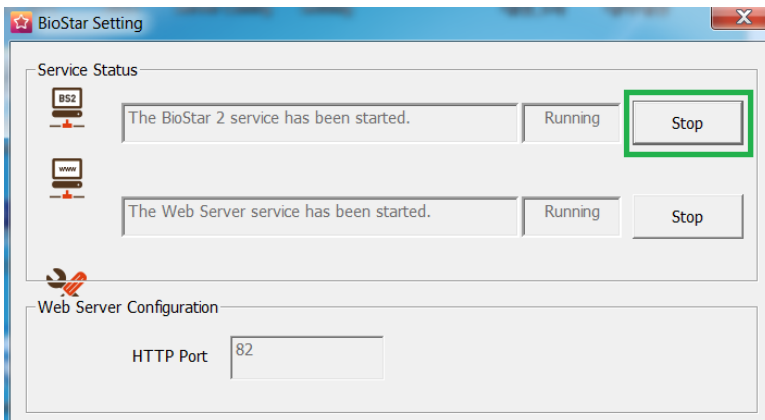 BioStar Setting
X
Service Status
BS2
The BioStar 2 service has been started.
Running
Stop
www
The Web Server service has been started.
Running
Stop
Web Server Configuration
HTTP Port
82